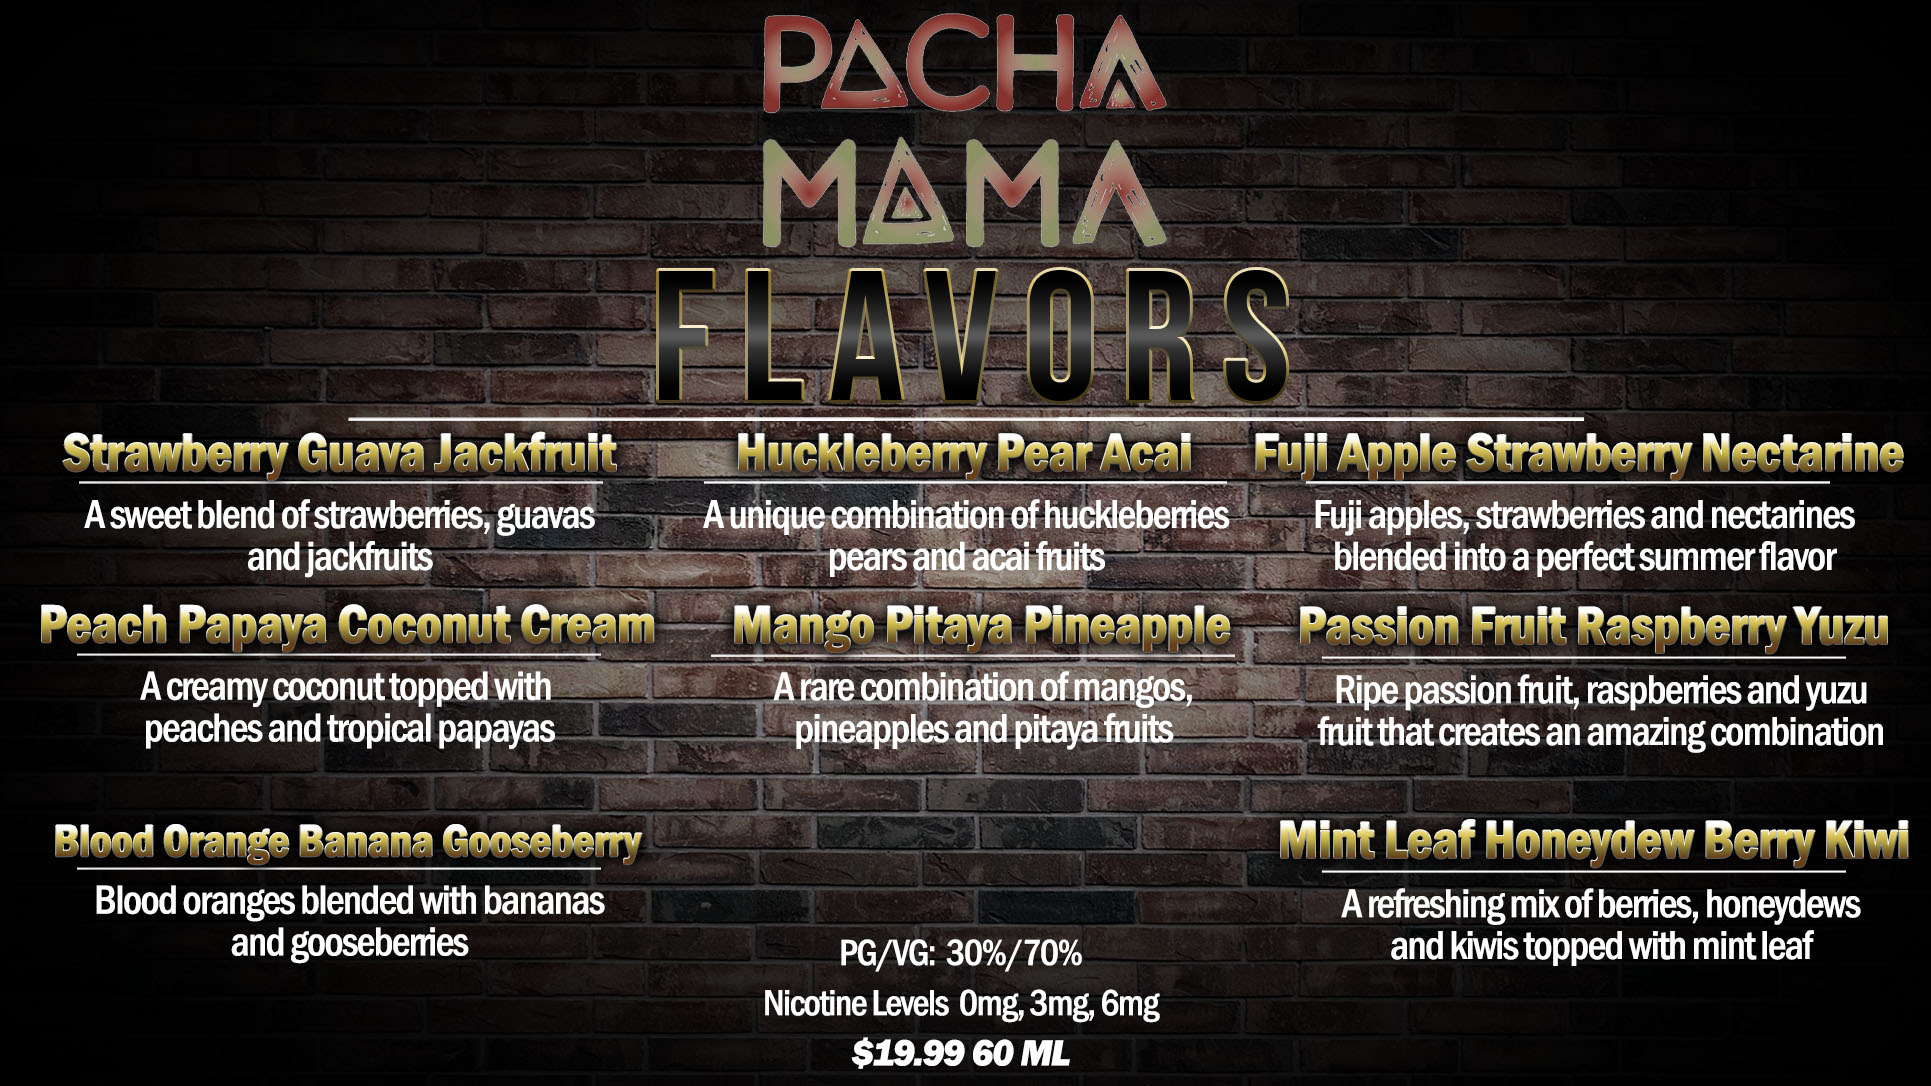 PACHA
MAMA
FLAVORS
Strawberry Guava Jackfruit
A sweet blend of strawberries, guavas
and jackfruits
Huckleberry Pear Acai
A unique combination of huckleberries
pears and acai fruits
Fuji Apple Strawberry Nectarine
Fuji apples, strawberries and nectarines
blended into a perfect summer flavor
Peach Papaya Coconut Cream
A creamy coconut topped with
peaches and tropical papayas
Mango Pitaya Pineapple
A rare combination of mangos,
pineapples and pitaya fruits
Passion Fruit Raspberry Yuzu
Ripe passion fruit, raspberries and yuzu
fruit that creates an amazing combination
Blood Orange Banana Gooseberry
Blood oranges blended with bananas
and gooseberries
Mint Leaf Honeydew Berry Kiwi
A refreshing mix of berries, honeydews
and kiwis topped with mint leaf
PG/VG: 30%/70%
Nicotine Levels 0mg, 3mg, 6mg
$19.99 60 ML